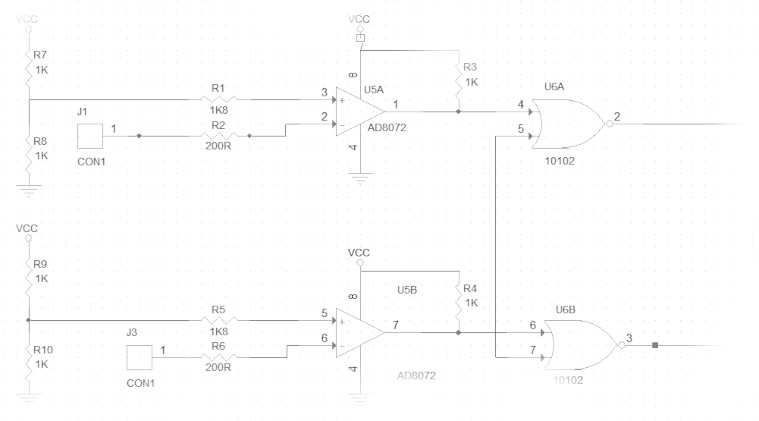 VCC
R7
1K
R8
1K
J1
1
CON1
R1
1K8
R2
200R
VCC
8
3
+
2
-
U5A
1
AD8072
4
R3
1K
U6A
4
5
2
10102
VCC
R9
1K
R10
1K
J3
1
CON1
R5
1K8
R6
200R
VCC
8
5
+
6
-
U5B
7
AD8072
4
R4
1K
U6B
6
7
3
10102